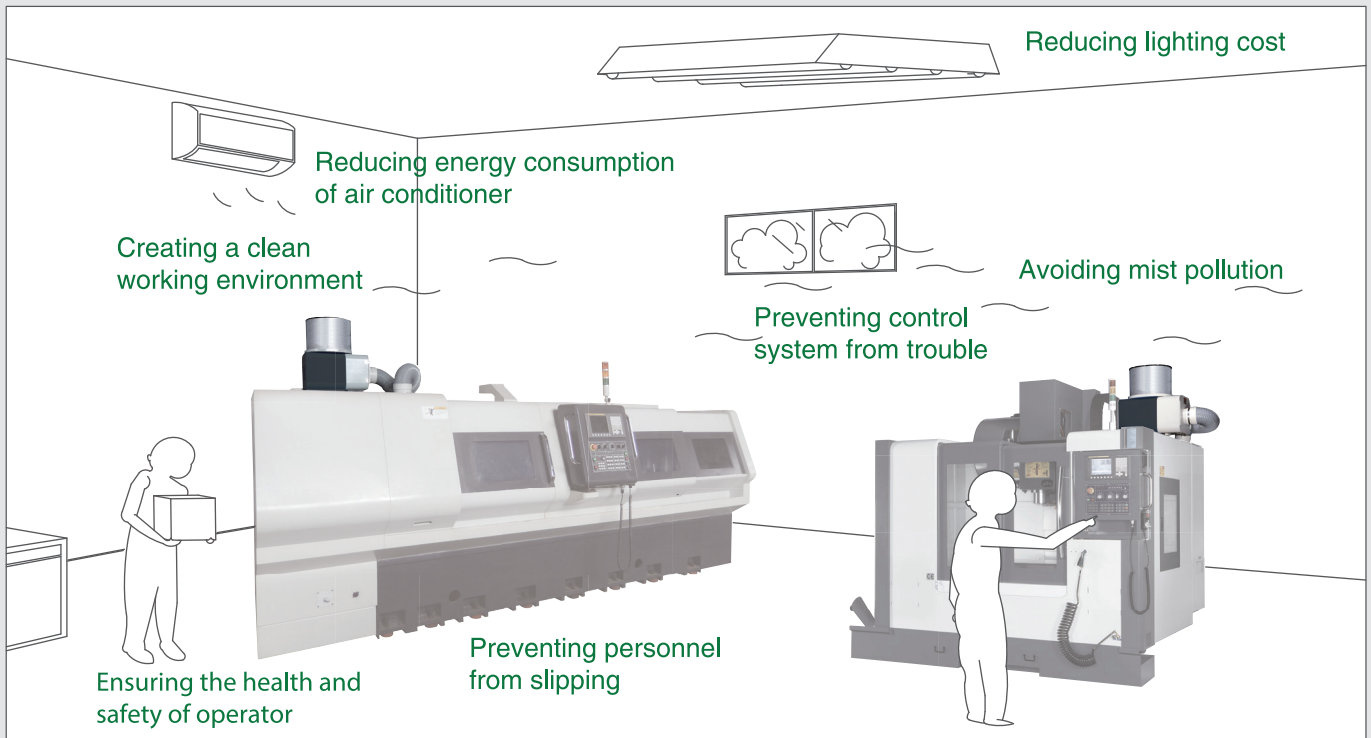 Reducing lighting cost
Reducing energy consumption
of air conditioner
Creating a clean
working environment
Avoiding mist pollution
Preventing control
system from trouble
Preventing personnel
from slipping
Ensuring the health and
safety of operator